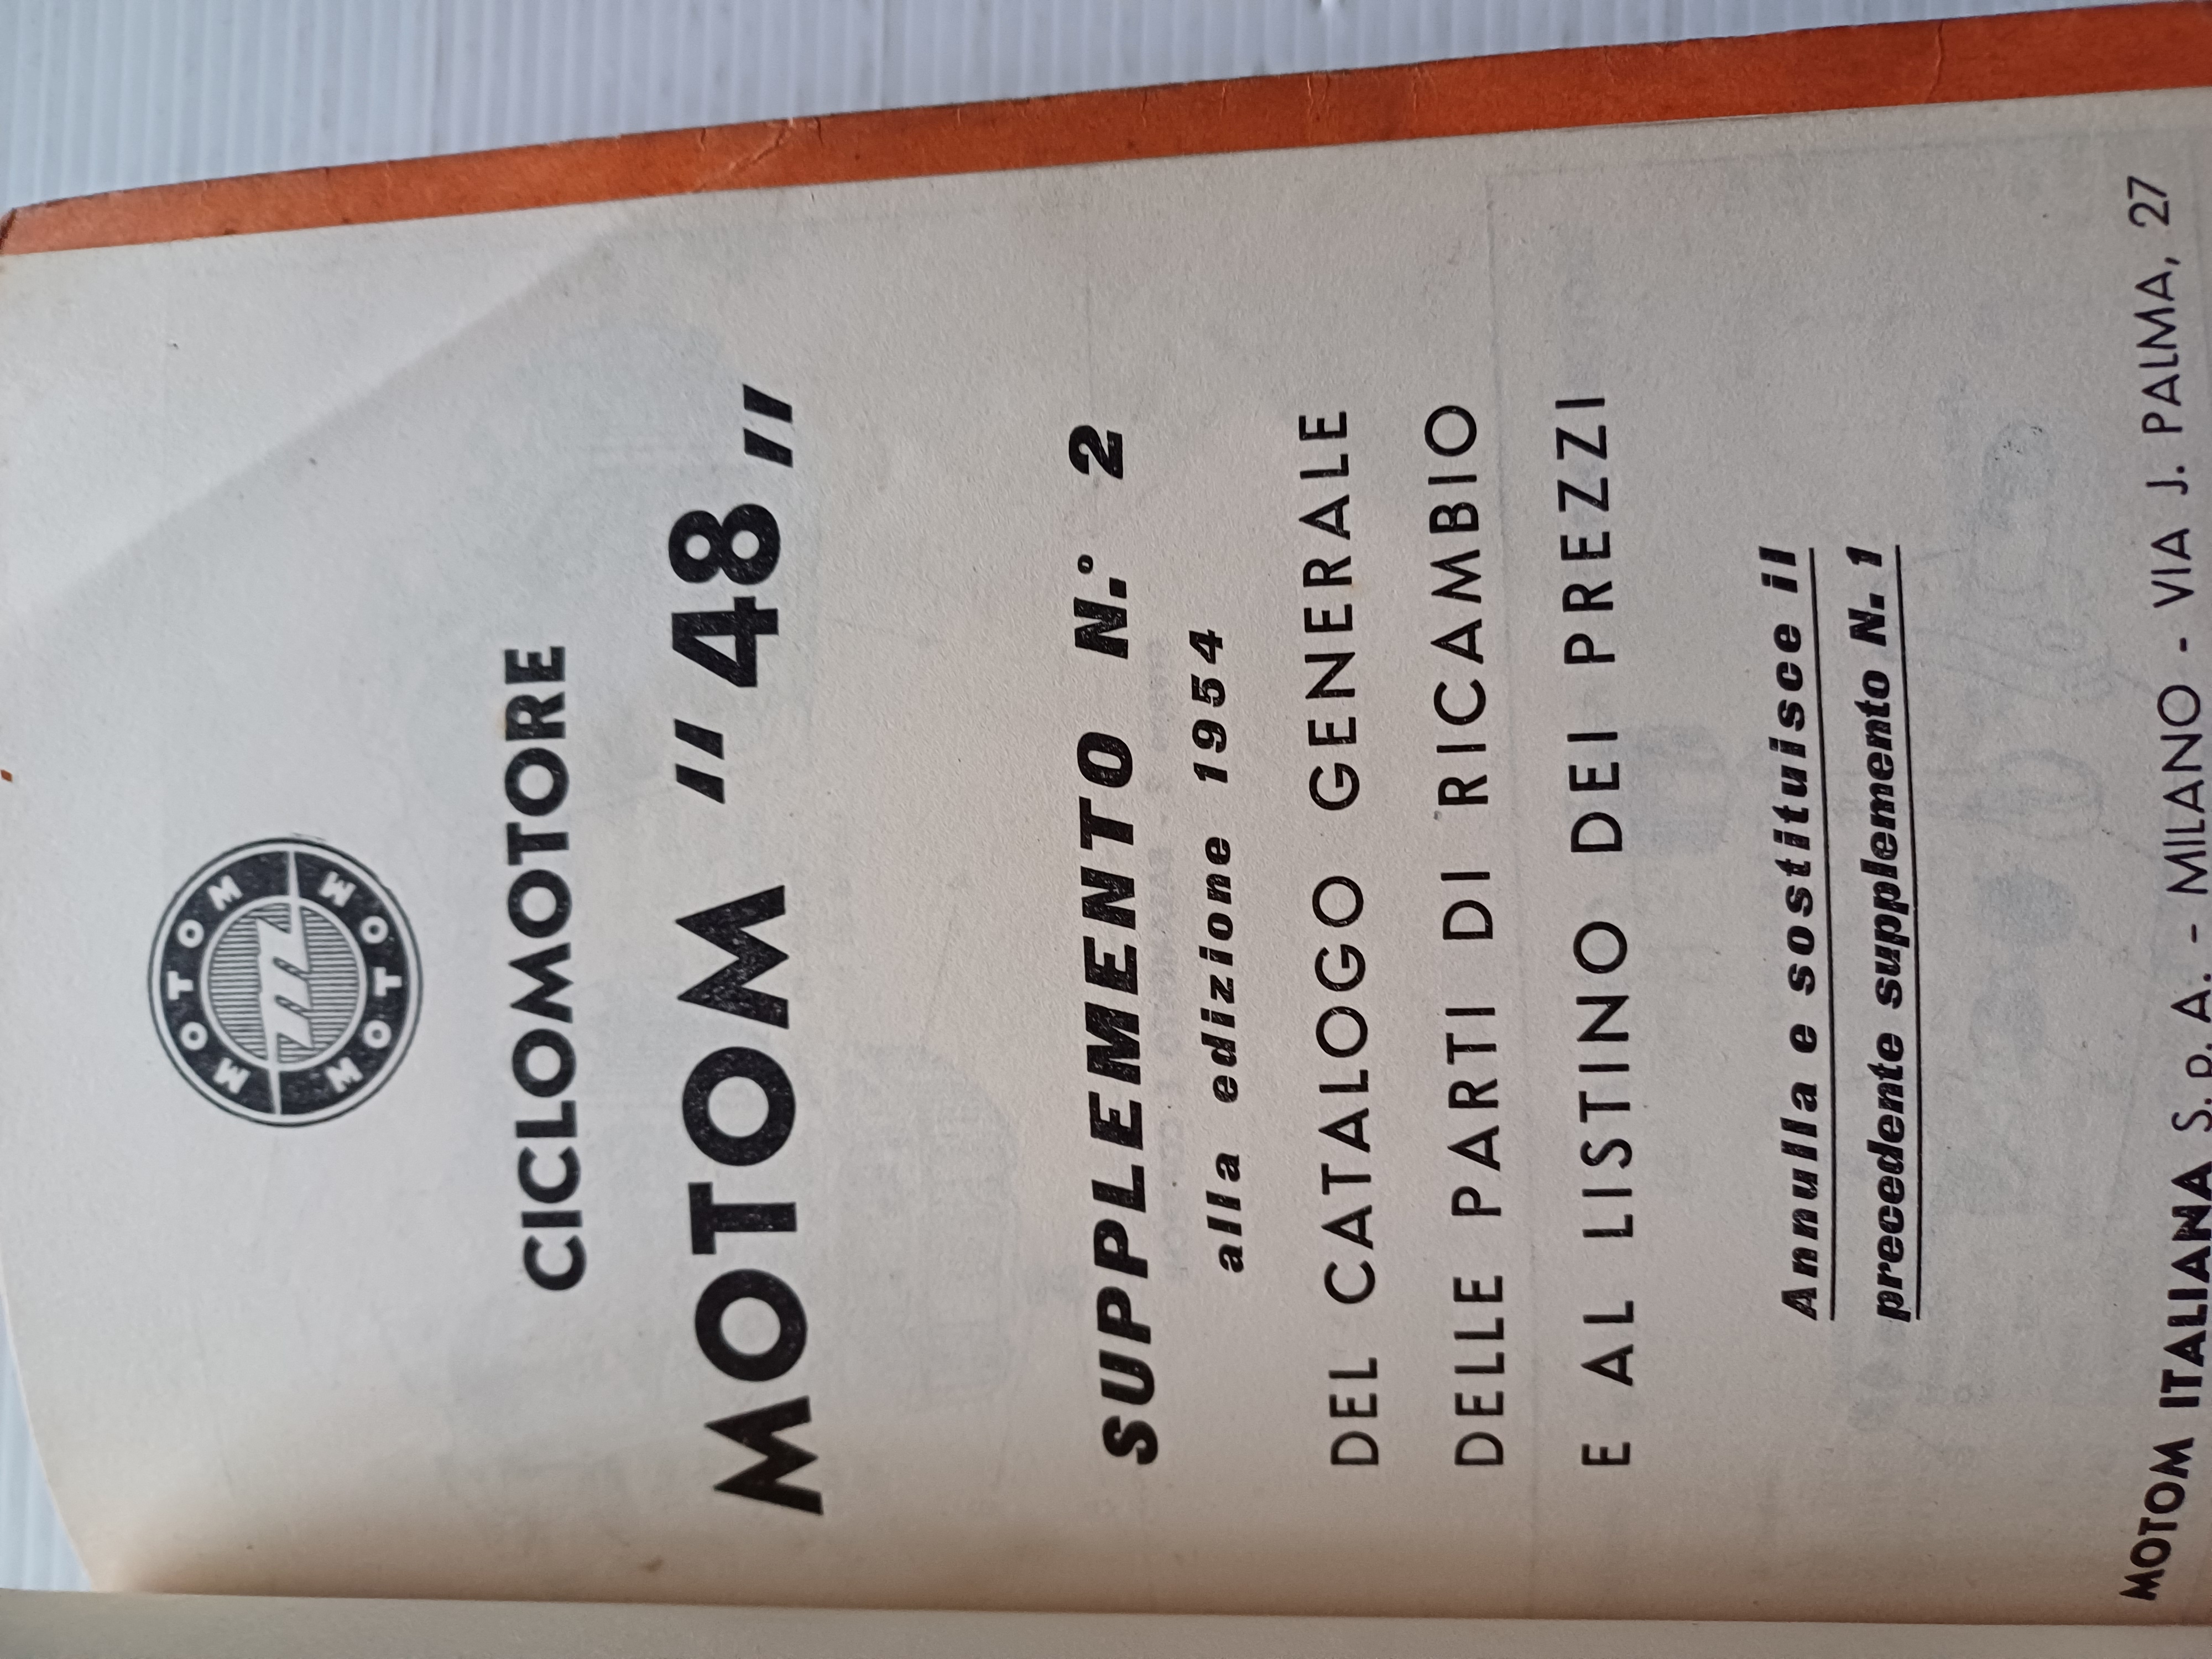 MOTOM
MOTOM
CICLOMOTORE
MOTOM "48"
SUPPLEMENTO N.° 2
alla edizione 1954
DEL CATALOGO GENERALE
DELLE PARTI DI RICAMBIO
E AL LISTINO DEI PREZZI
Annulla e sostituisce il
precedente supplemento N. 1
MOTOM ITALIANA S. p. A. - MILANO - VIA J. PALMA, 27